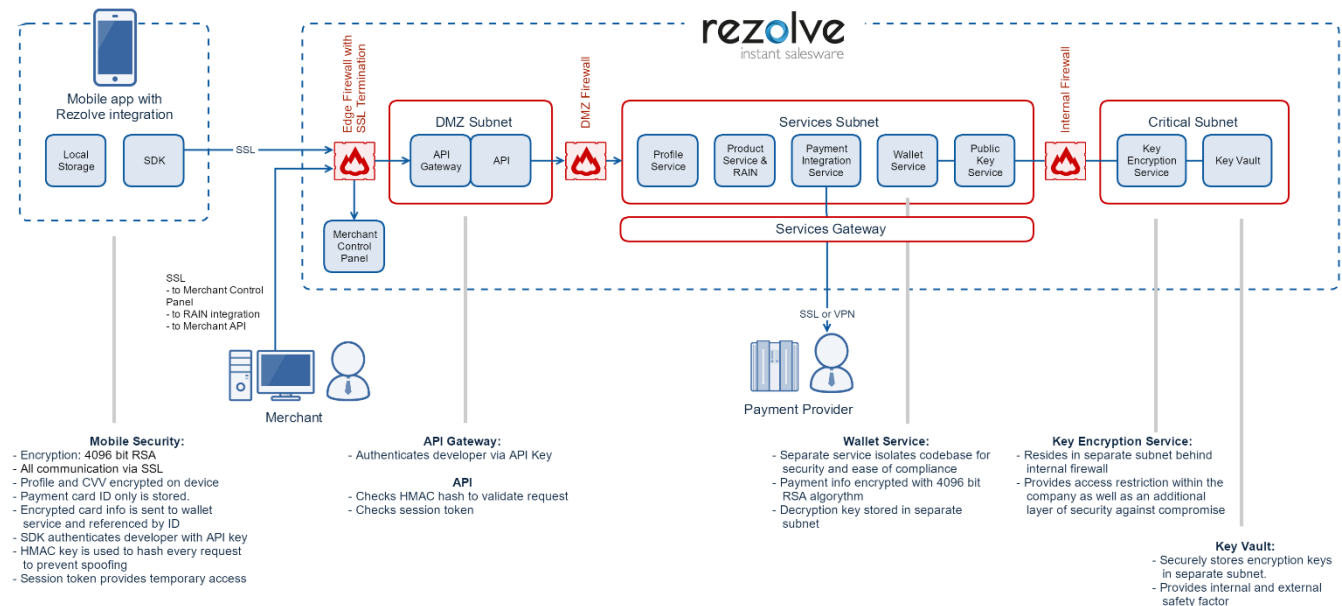 rezolve
instant salesware
Mobile app with
Rezolve integration
Local
Storage
SDK
SSL
Edge Firewall with
SSL Termination
DMZ Subnet
API
Gateway
API
DMZ Firewall
Services Subnet
Profile
Service
Product
Service &
RAIN
Payment
Integration
Service
Wallet
Service
Public
Key
Service
Internal Firewall
Critical Subnet
Key
Encryption
Service
Key Vault
Merchant
Control
Panel
Services Gateway
SSL
- to Merchant Control
Panel
- to RAIN integration
- to Merchant API
SSL or VPN
Merchant
Payment Provider
Mobile Security:
- Encryption: 4096 bit RSA
- All communication via SSL
- Profile and CVV encrypted on device
- Payment card ID only is stored.
- Encrypted card info is sent to wallet
service and referenced by ID
- SDK authenticates developer with API key
- HMAC key is used to hash every request
to prevent spoofing
- Session token provides temporary access
API Gateway:
- Authenticates developer via API Key
API
- Checks HMAC hash to validate request
- Checks session token
Wallet Service:
- Separate service isolates codebase for
security and ease of compliance
- Payment info encrypted with 4096 bit
RSA algorythm
- Decryption key stored in separate
subnet
Key Encryption Service:
- Resides in separate subnet behind
internal firewall
- Provides access restriction within the
company as well as an additional
layer of security against compromise
Key Vault:
- Securely stores encryption keys
in separate subnet.
- Provides internal and external
safety factor